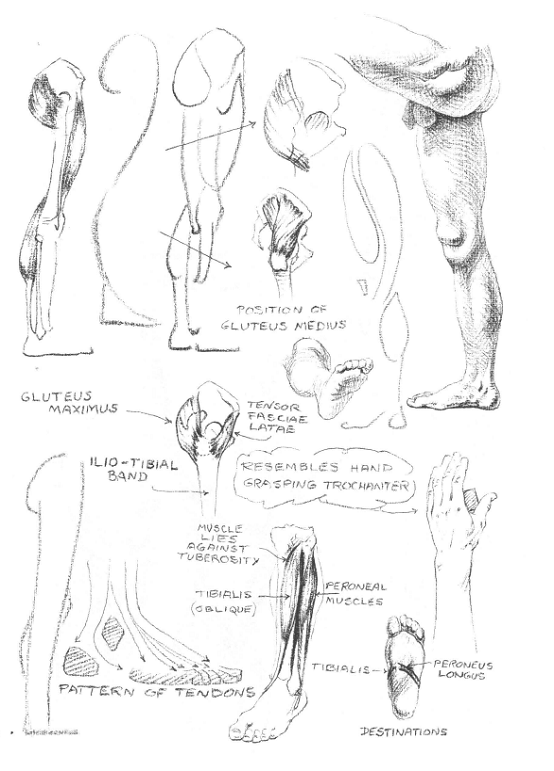 POSITION OF
GLUTEUS MEDIUS
GLUTEUS
MAXIMUS
TENSOR
FASCIAE
LATAE
ILIO-TIBIAL
BAND
RESEMBLES HAND
GRASPING TROCHANTER
MUSCLE
LIES
AGAINST
TUBEROSITY
TIBIALIS
(OBLIQUE)
PERONEAL
MUSCLES
PATTERN OF TENDONS
TIBIALIS
PERONEUS
LONGUS
DESTINATIONS